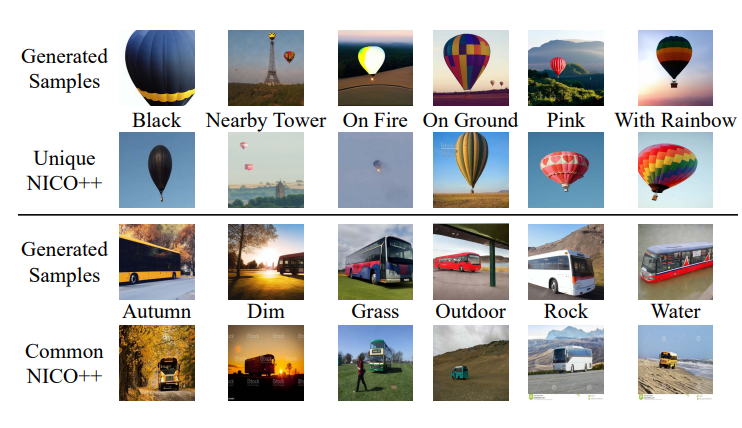 Generated
Samples
Black
Nearby Tower
On Fire
On Ground
Pink
With Rainbow
Unique
NICO++
Generated
Samples
Autumn
Dim
Grass
Outdoor
Rock
Water
Common
NICO++